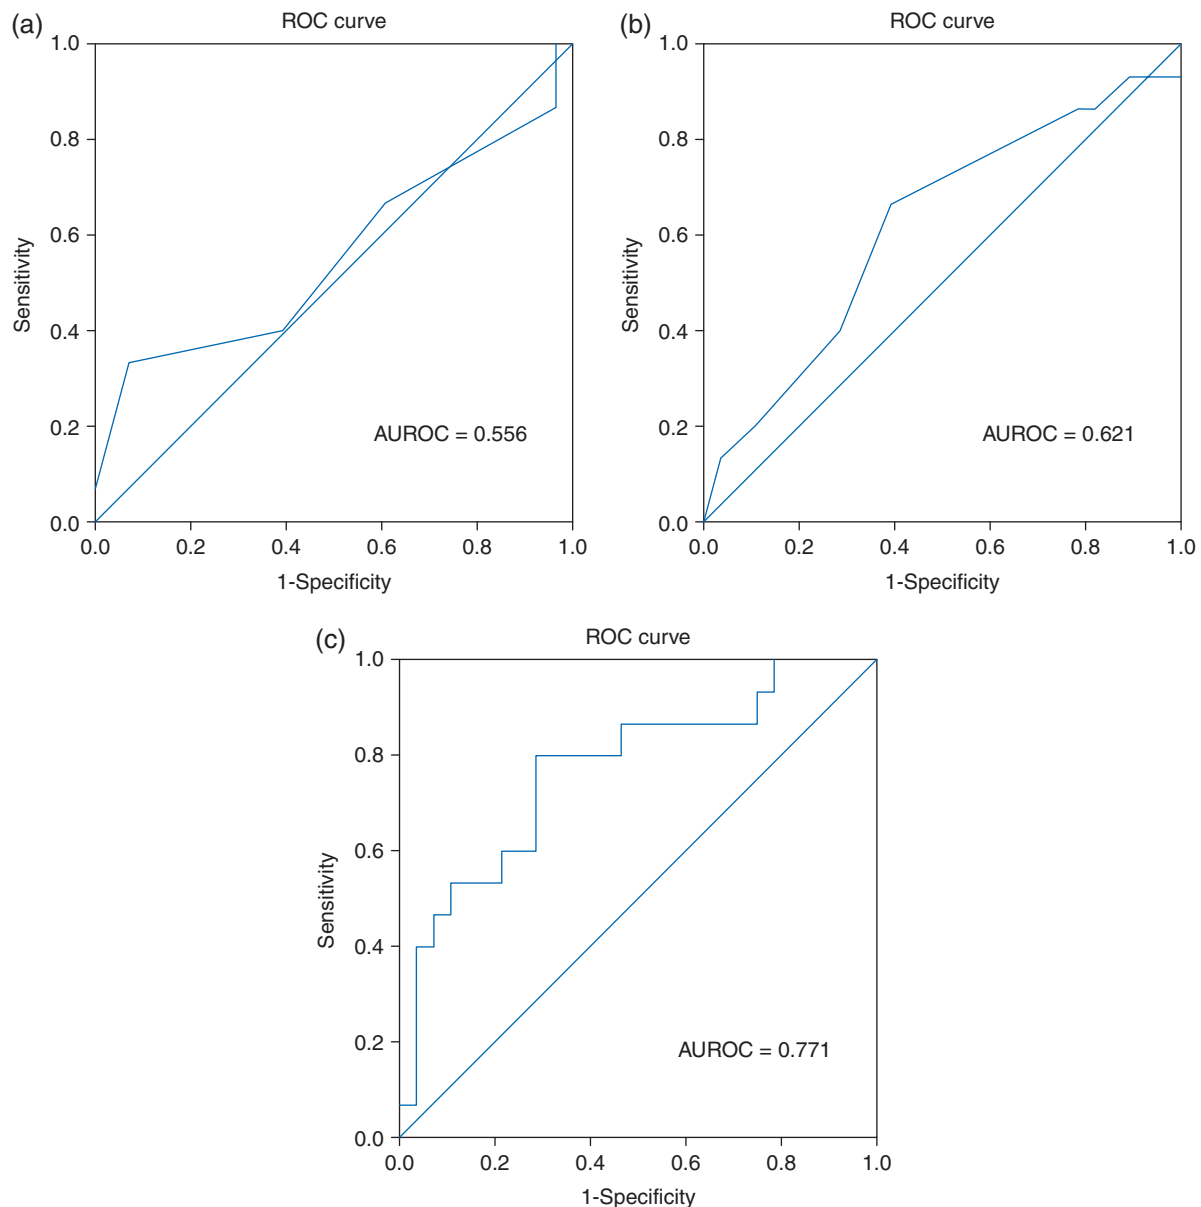 (a)
ROC curve
1.0
0.8
0.6
0.4
0.2
0.0
Sensitivity
AUROC = 0.556
0.0 0.2 0.4 0.6 0.8 1.0
1-Specificity
(b)
ROC curve
1.0
0.8
0.6
0.4
0.2
0.0
Sensitivity
AUROC = 0.621
0.0 0.2 0.4 0.6 0.8 1.0
1-Specificity
(c)
ROC curve
1.0
0.8
0.6
0.4
0.2
0.0
Sensitivity
AUROC = 0.771
0.0 0.2 0.4 0.6 0.8 1.0
1-Specificity